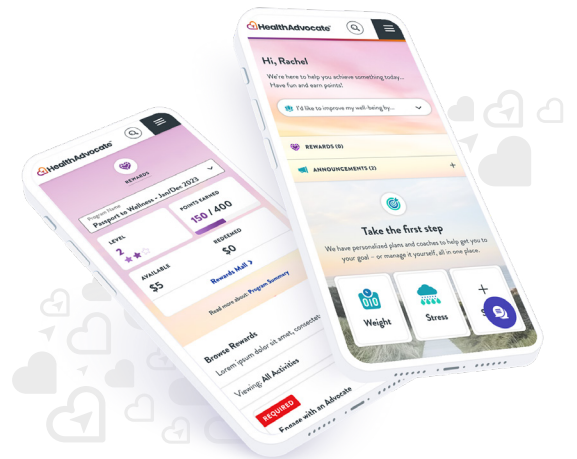 HealthAdvocate
Hi, Rachel
We're here to help you achieve something today...
Have fun and earn points!
I'd like to improve my well-being by...
REWARDS (0)
ANNOUNCEMENTS (2)
Take the first step
We have personalized plans and coaches to help get you to
your goal – or manage it yourself, all in one place.
Weight
Stress
HealthAdvocate
REWARDS
Program Name
Passport to Wellness - Jan/Dec 2023
LEVEL
2
POINTS EARNED
150 / 400
AVAILABLE
$5
REDEEMED
$0
Rewards Mall
Read more about: Program Summary
Browse Rewards
Lorem ipsum dolor sit amet,
Viewing: All Activities
REQUIRED
Engage with an Advocate